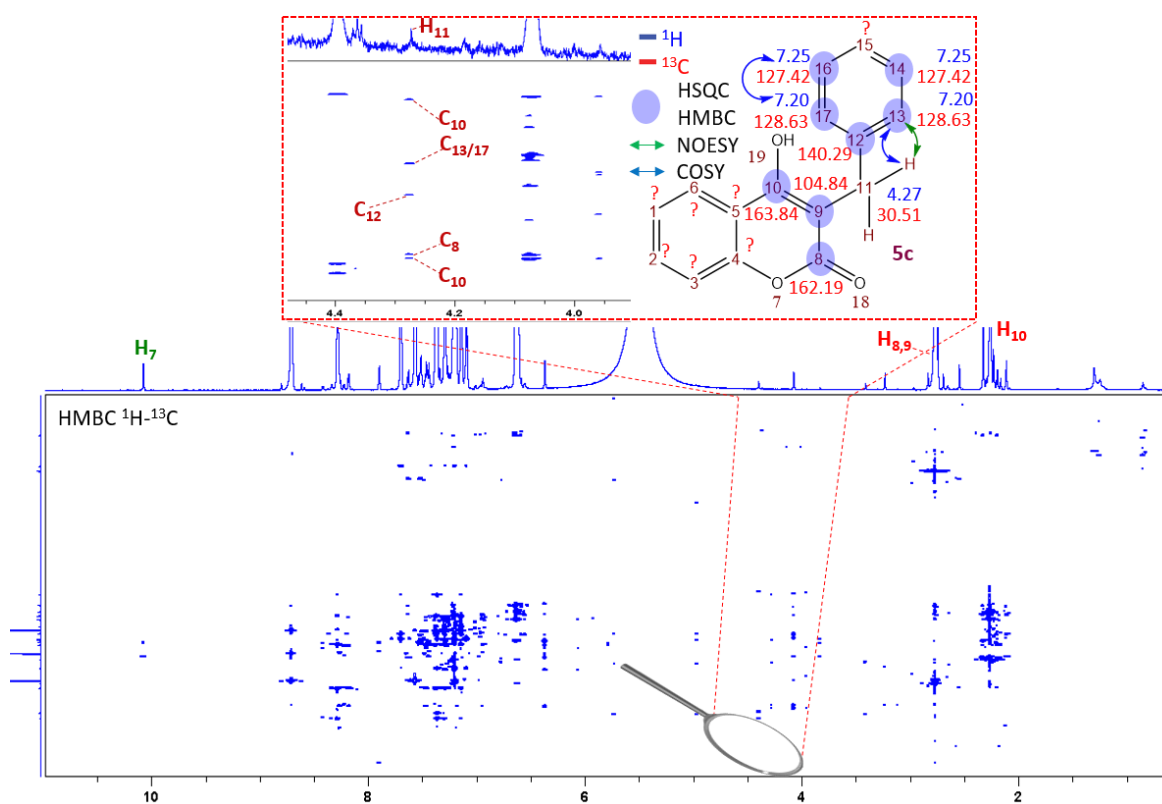 H11
C10
C13/17
C12
C8
C10
4.4 4.2 4.0
1H
13C
HSQC
HMBC
NOESY
COSY
?
15
7.25 7.25
16 14
127.42 127.42
7.20 7.20
17 13
128.63 128.63
12
OH
19 140.29 H
104.84 11 4.27
30.51
H
? 6 ? 10
? 1 5 163.84 9
2 ? ? 4 8 5c
? 3 O O
7 162.19 18
H7
H8,9
H10
HMBC 1H-13C
10 8 6 4 2